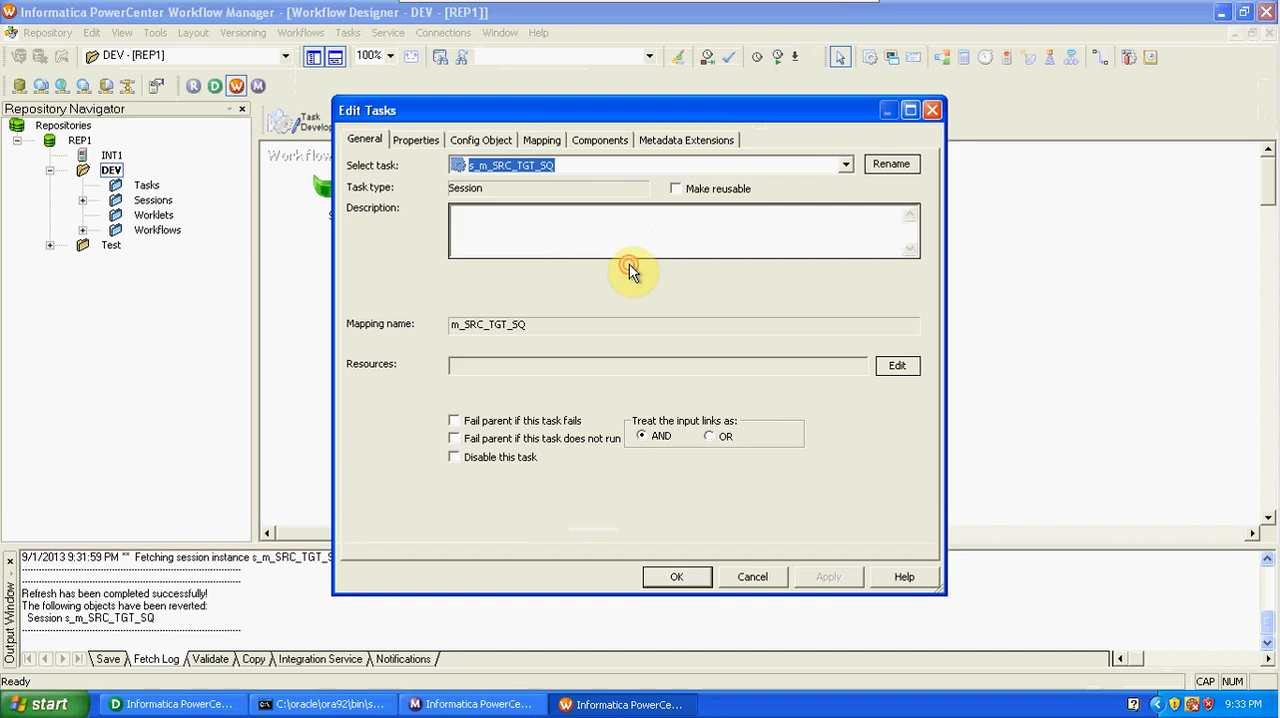 Informatica PowerCenter Workflow Manager - [Workflow Designer - DEV - [REP1]]
Repository Edit View Tools Layout Versioning Workflows Tasks Service Connections Window Help
DEV - [REP1] 100%
R D W M
Repository Navigator
Repositories
REP1
INT1
DEV
Tasks
Sessions
Worklets
Workflows
Test
Task
Edit Tasks
General Properties Config Object Mapping Components Metadata Extensions
Select task: s_m_SRC_TGT_SQ Rename
Task type: Session Make reusable
Description:
Mapping name: m_SRC_TGT_SQ
Resources: Edit
Fail parent if this task fails
Fail parent if this task does not run
Disable this task
Treat the input links as:
AND OR
OK Cancel Apply Help
Output Window
9/1/2013 9:31:59 PM ** Fetching session instance s_m_SRC_TGT_S
Refresh has been completed successfully!
The following objects have been reverted:
Session s_m_SRC_TGT_SQ
Save Fetch Log Validate Copy Integration Service Notifications
Ready CAP NUM
start Informatica PowerCe... C:\oracle\ora92\bin\s... Informatica PowerCe... Informatica PowerCe... 9:33 PM